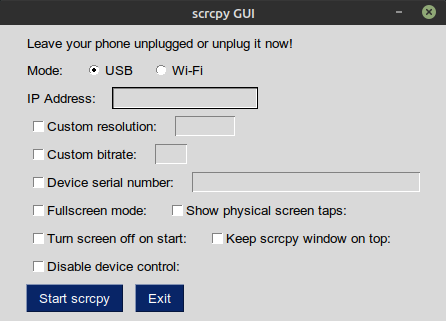 scrcpy GUI
Leave your phone unplugged or unplug it now!
Mode: USB Wi-Fi
IP Address:
Custom resolution:
Custom bitrate:
Device serial number:
Fullscreen mode: Show physical screen taps:
Turn screen off on start: Keep scrcpy window on top:
Disable device control:
Start scrcpy Exit